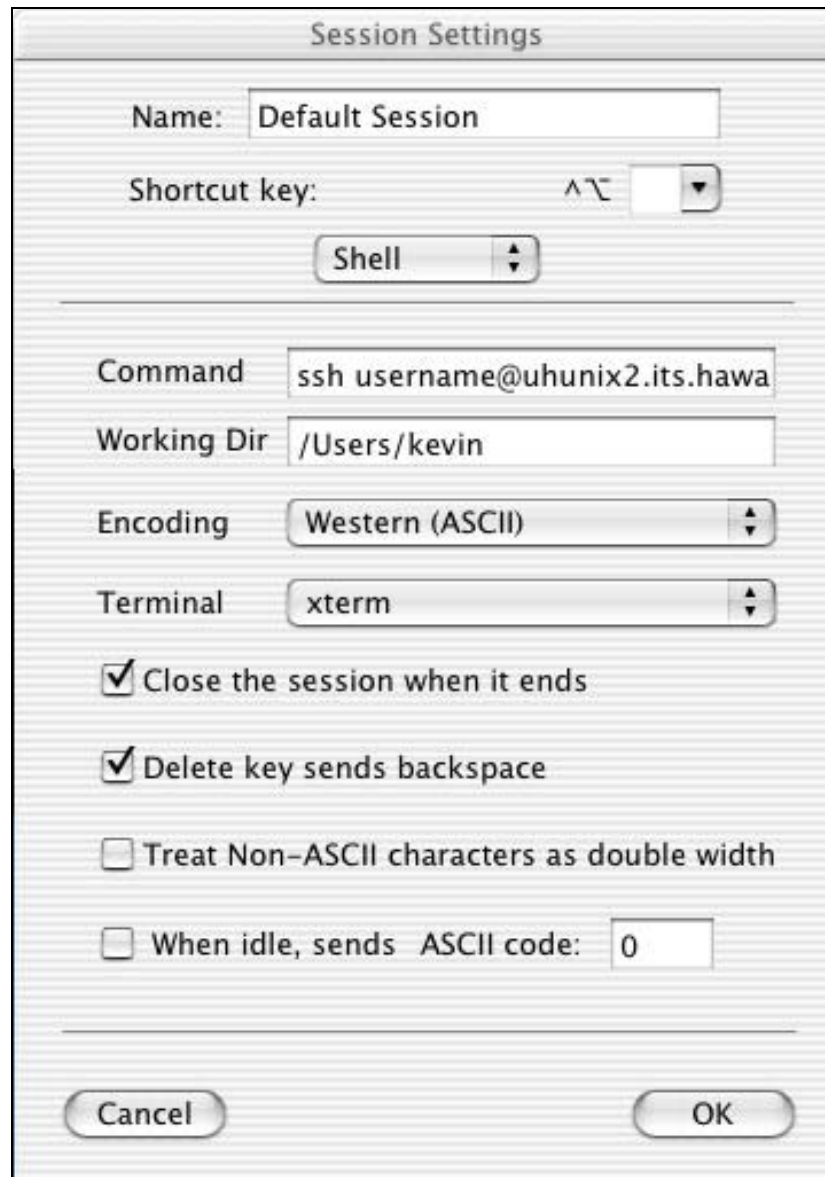 Session Settings
Name: Default Session
Shortcut key: ^⌥
Shell
Command ssh username@uhunix2.its.hawa
Working Dir /Users/kevin
Encoding Western (ASCII)
Terminal xterm
Close the session when it ends
Delete key sends backspace
Treat Non-ASCII characters as double width
When idle, sends ASCII code: 0
Cancel OK